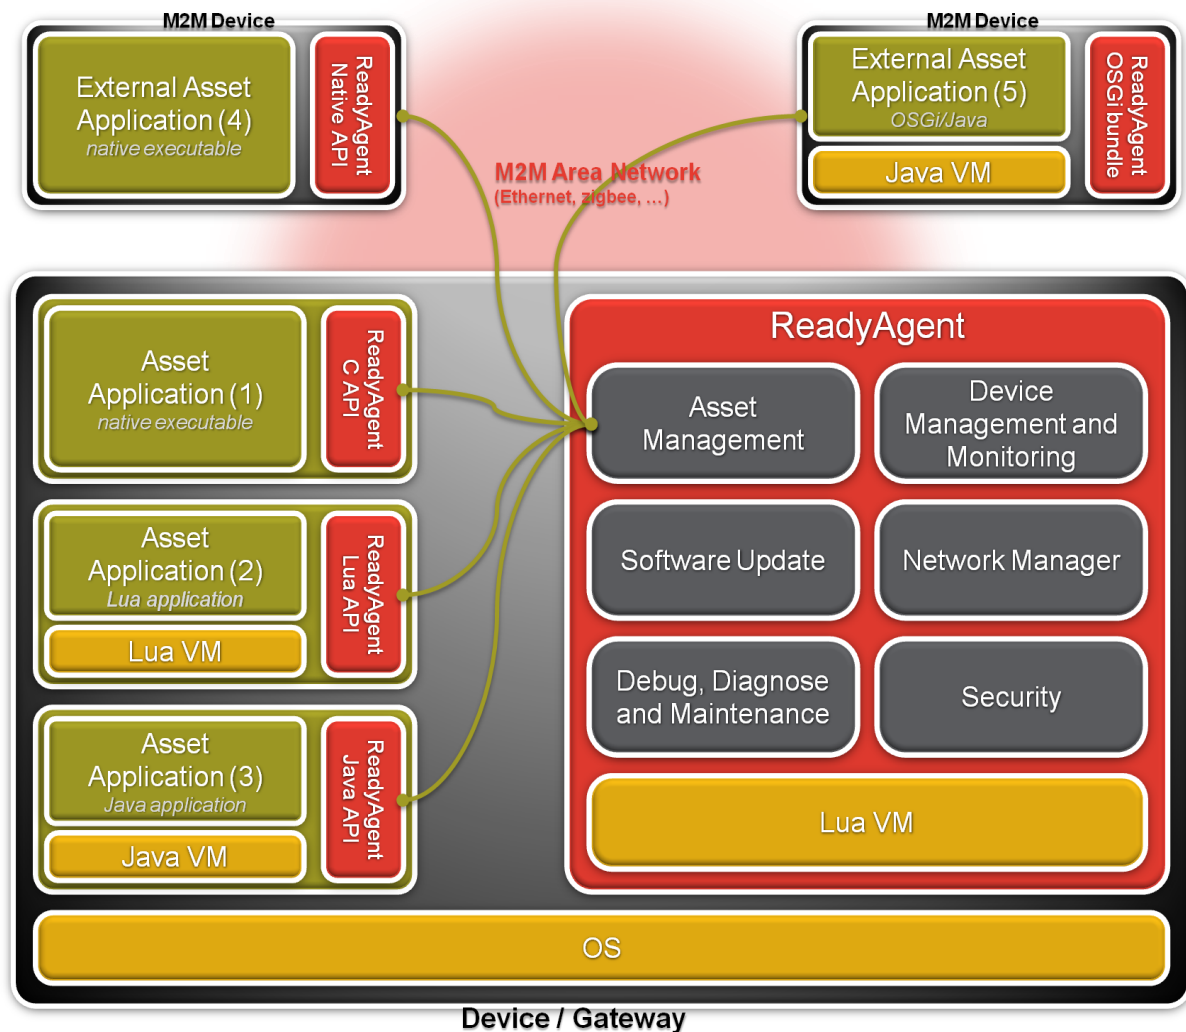 M2M Device
External Asset
Application (4)
native executable
ReadyAgent
Native API
M2M Device
External Asset
Application (5)
OSGi/Java
Java VM
ReadyAgent
OSGi bundle
M2M Area Network
(Ethernet, zigbee, …)
Asset
Application (1)
native executable
ReadyAgent
C API
Asset
Application (2)
Lua application
Lua VM
ReadyAgent
Lua API
Asset
Application (3)
Java application
Java VM
ReadyAgent
Java API
ReadyAgent
Asset
Management
Device
Management and
Monitoring
Software Update
Network Manager
Debug, Diagnose
and Maintenance
Security
Lua VM
OS
Device / Gateway